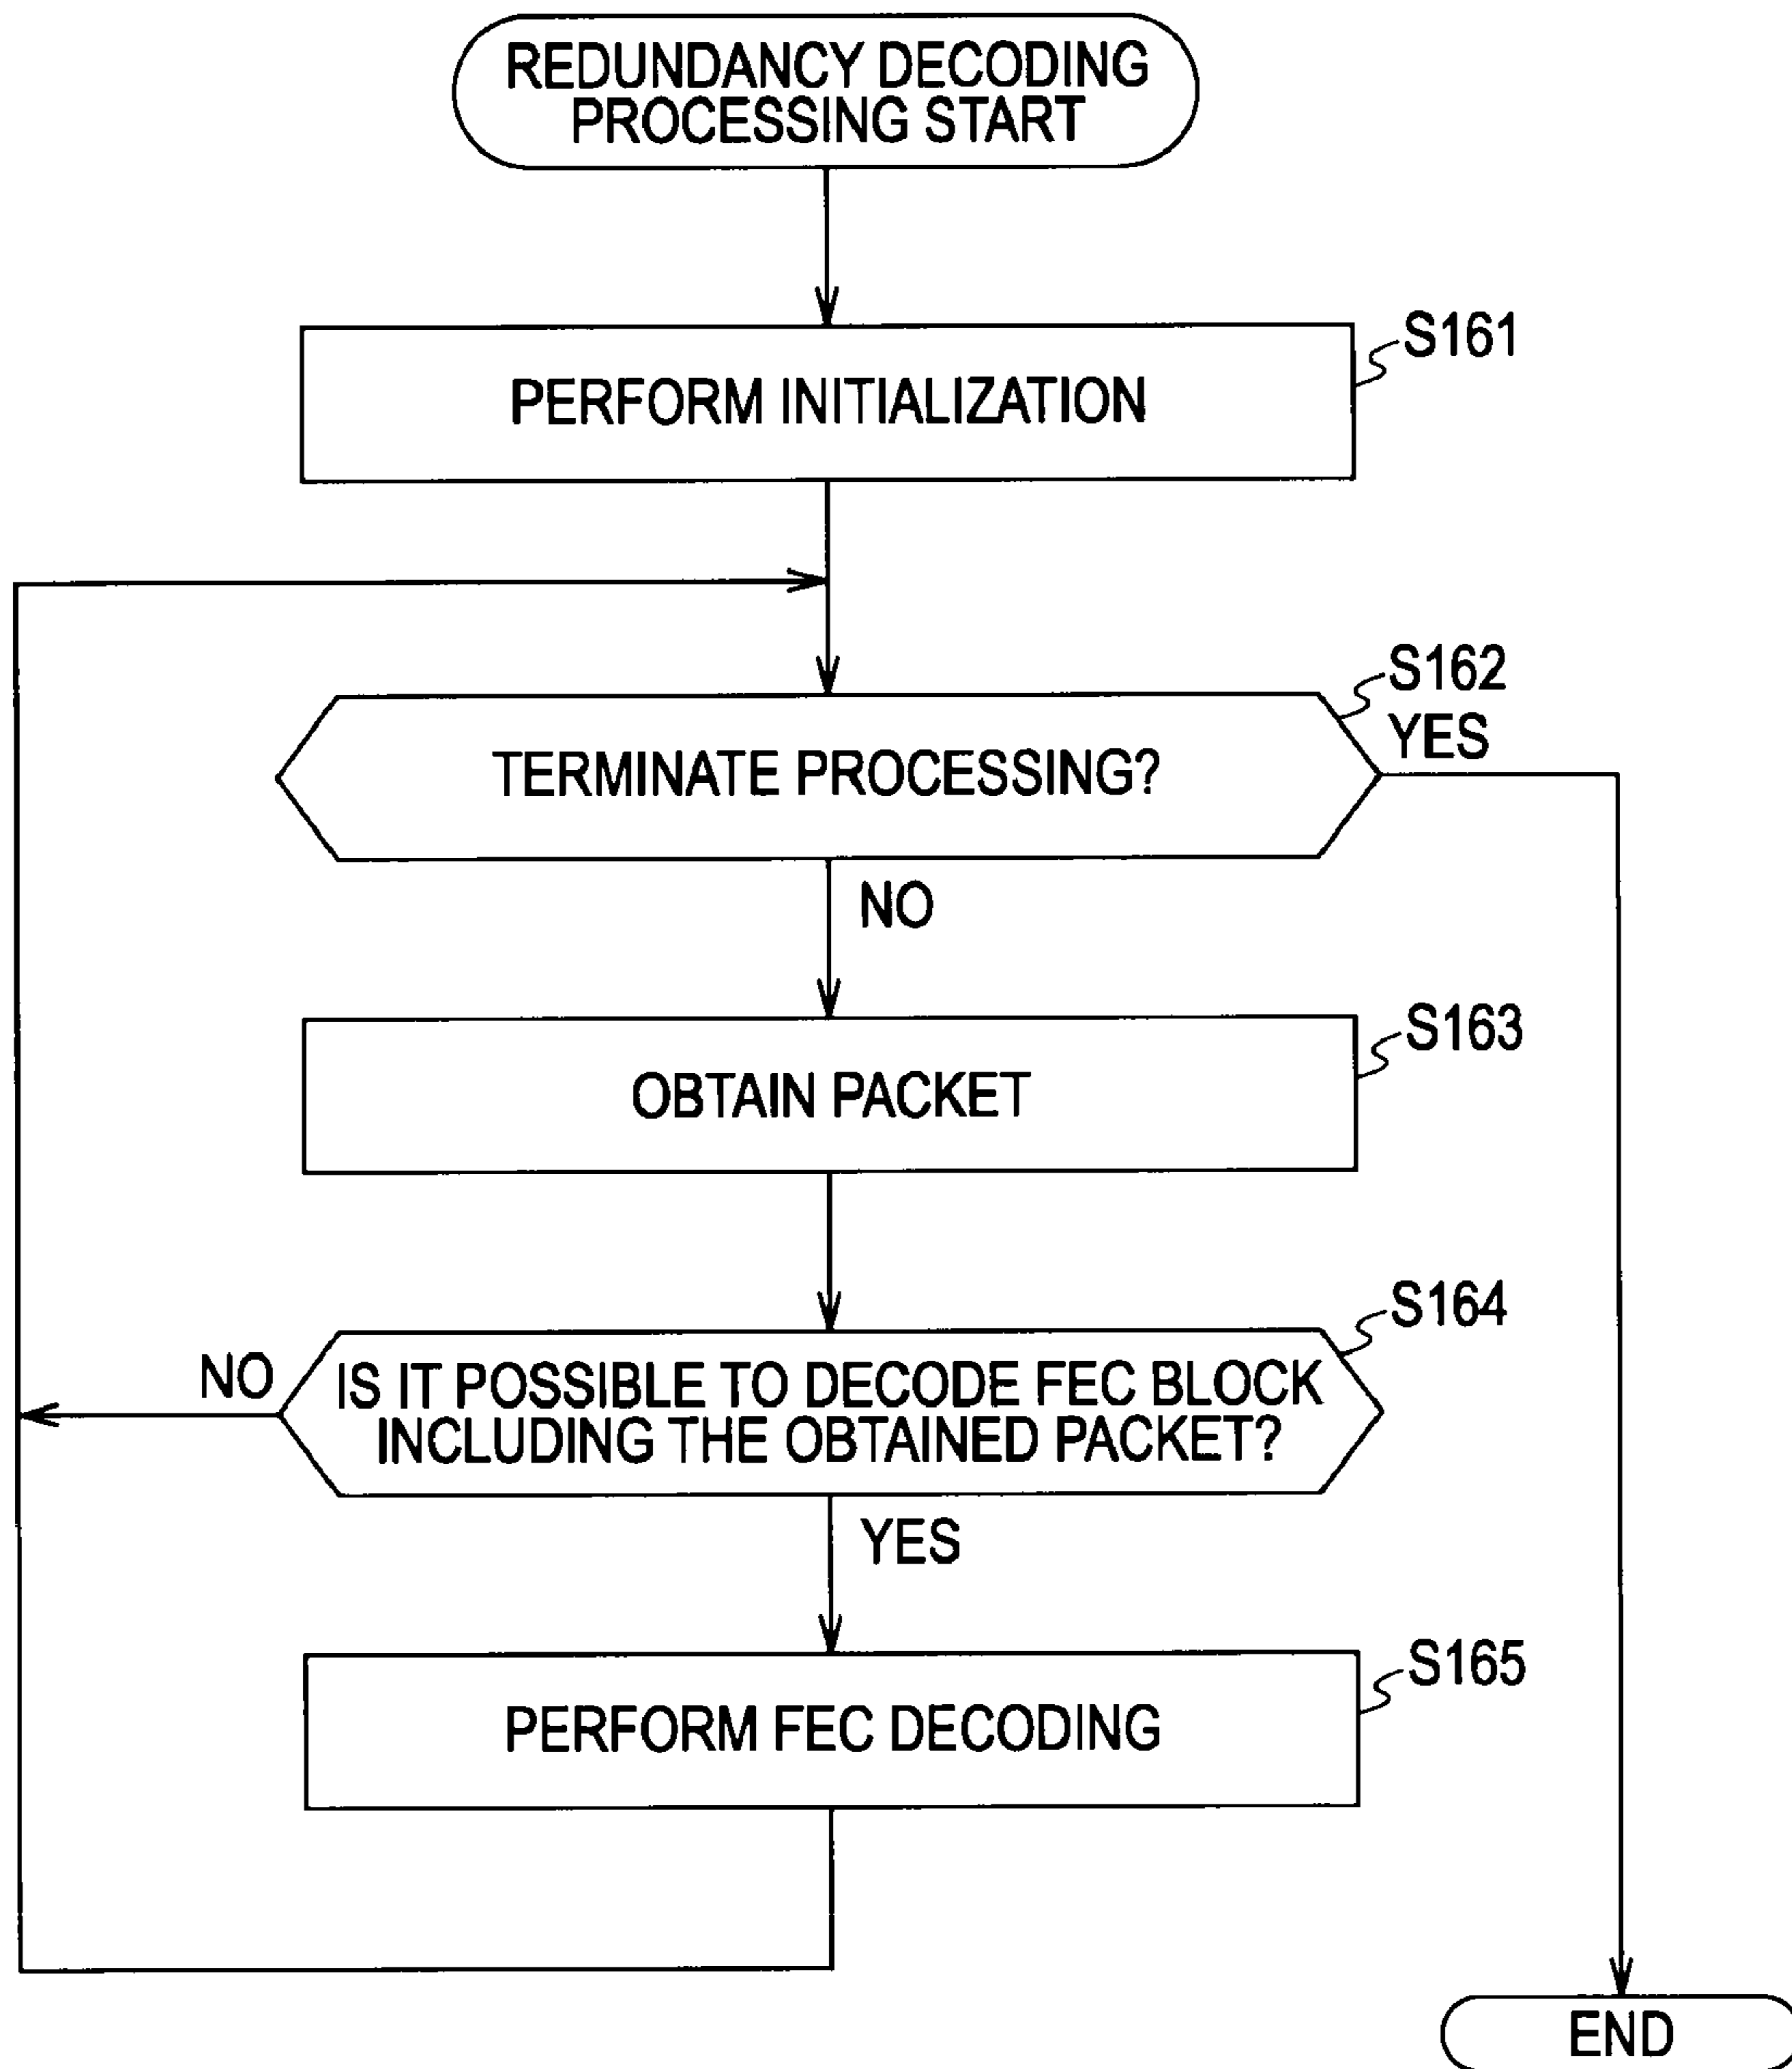 REDUNDANCY DECODING
PROCESSING START
S161
PERFORM INITIALIZATION
S162
YES
TERMINATE PROCESSING?
NO
S163
OBTAIN PACKET
S164
NO
IS IT POSSIBLE TO DECODE FEC BLOCK
INCLUDING THE OBTAINED PACKET?
YES
S165
PERFORM FEC DECODING
END